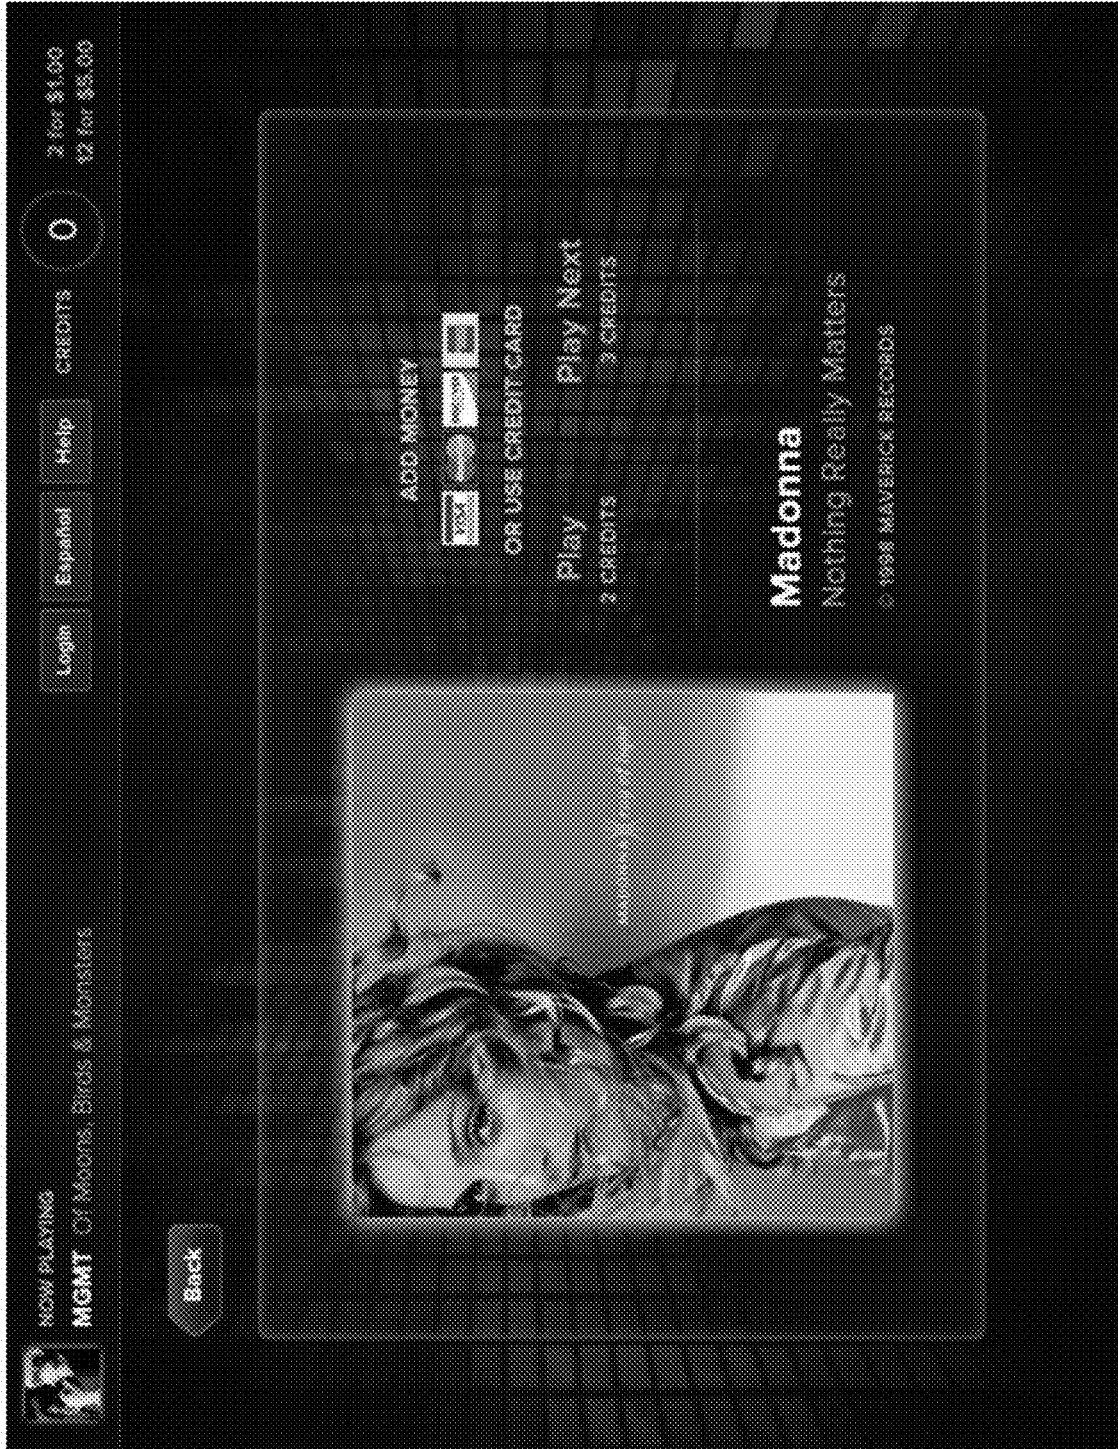 NOW PLAYING
MGMT Of Moons, Birds & Monsters
Login
Español
Help
CREDITS
0
2 for $1.00
12 for $5.00
Back
ADD MONEY
VISA
OR USE CREDIT CARD
Play
3 CREDITS
Play Next
3 CREDITS
Madonna
Nothing Really Matters
© 1998 MAVERICK RECORDS